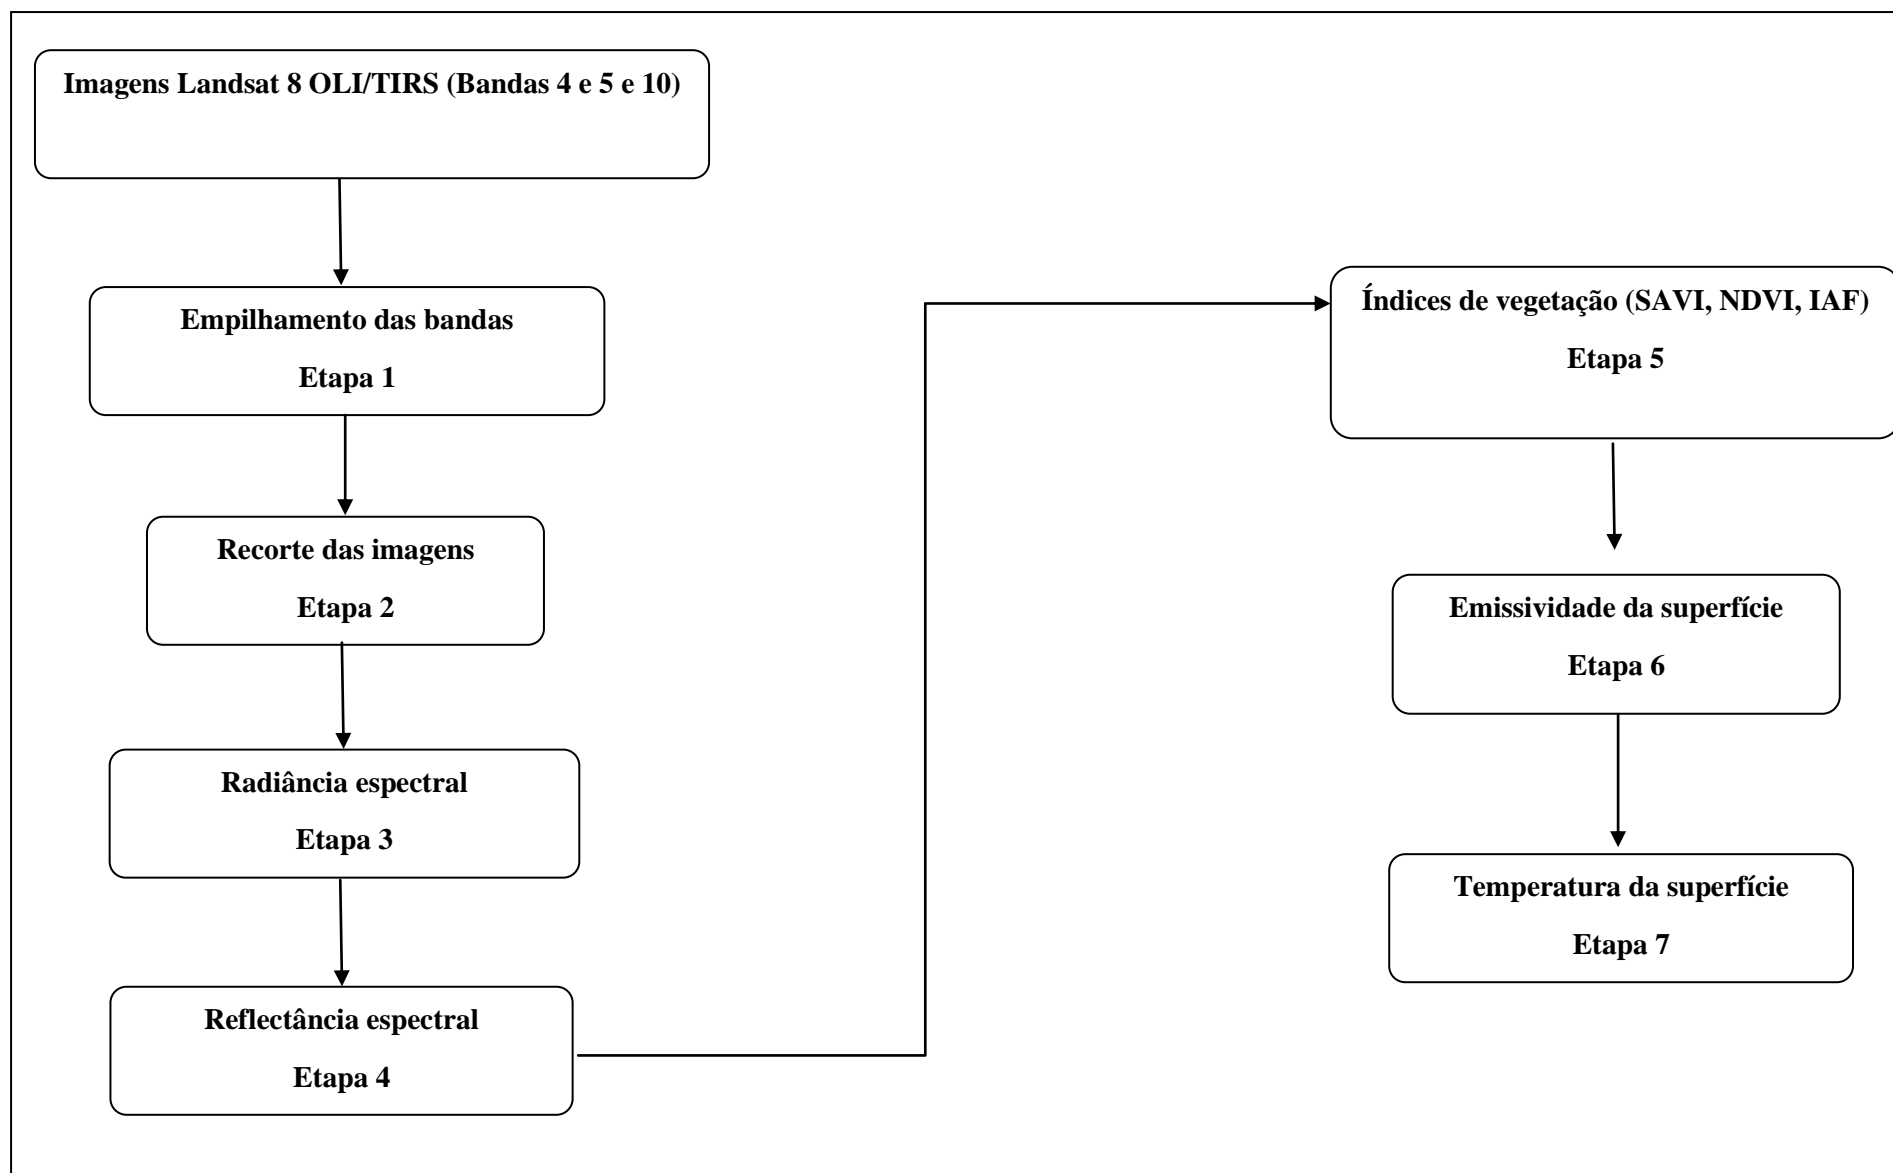 Imagens Landsat 8 OLI/TIRS (Bandas 4 e 5 e 10)
Empilhamento das bandas
Etapa 1
Recorte das imagens
Etapa 2
Radiância espectral
Etapa 3
Reflectância espectral
Etapa 4
Índices de vegetação (SAVI, NDVI, IAF)
Etapa 5
Emissividade da superfície
Etapa 6
Temperatura da superfície
Etapa 7